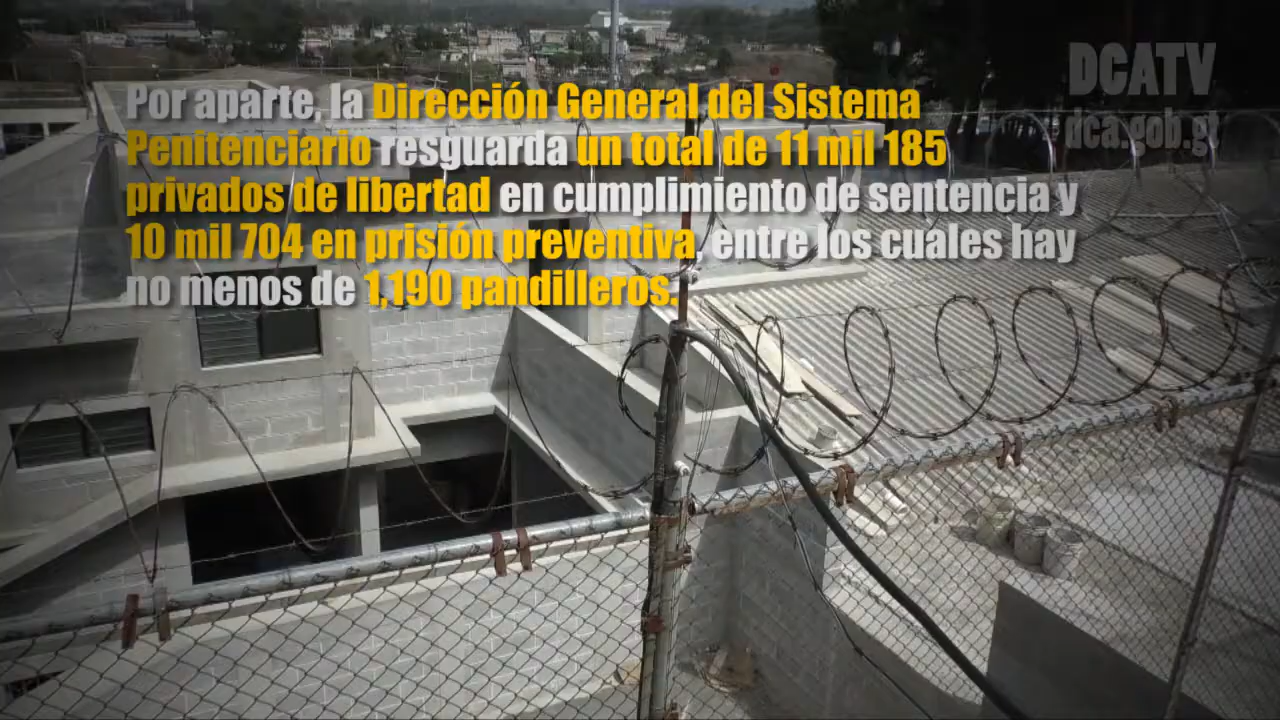 Por aparte, la Dirección General del Sistema
Penitenciario resguarda un total de 11 mil 185
privados de libertad en cumplimiento de sentencia y
10 mil 704 en prisión preventiva, entre los cuales hay
no menos de 1,190 pandilleros.
DCATV
dca.gob.gt